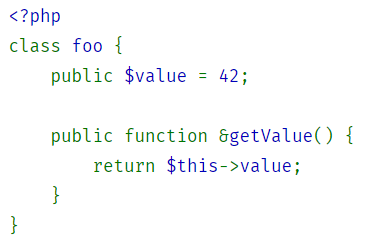 <?php
class foo {
    public $value = 42;

    public function &getValue() {
        return $this->value;
    }
}